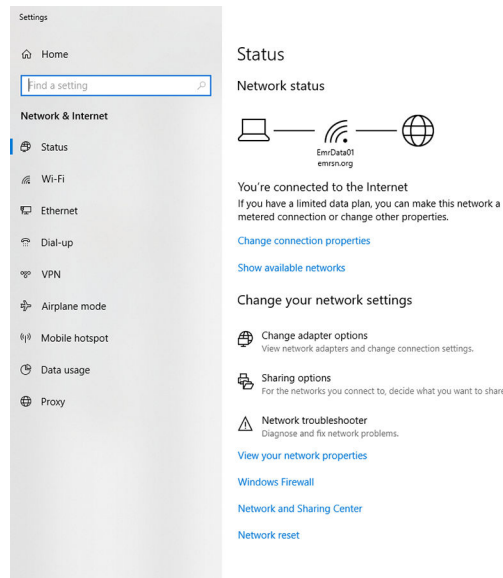 Settings
Home
Find a setting
Network & Internet
Status
Wi-Fi
Ethernet
Dial-up
VPN
Airplane mode
Mobile hotspot
Data usage
Proxy
Status
Network status
EmrData01
emrsn.org
You're connected to the Internet
If you have a limited data plan, you can make this network a
metered connection or change other properties.
Change connection properties
Show available networks
Change your network settings
Change adapter options
View network adapters and change connection settings.
Sharing options
For the networks you connect to, decide what you want to share
Network troubleshooter
Diagnose and fix network problems.
View your network properties
Windows Firewall
Network and Sharing Center
Network reset